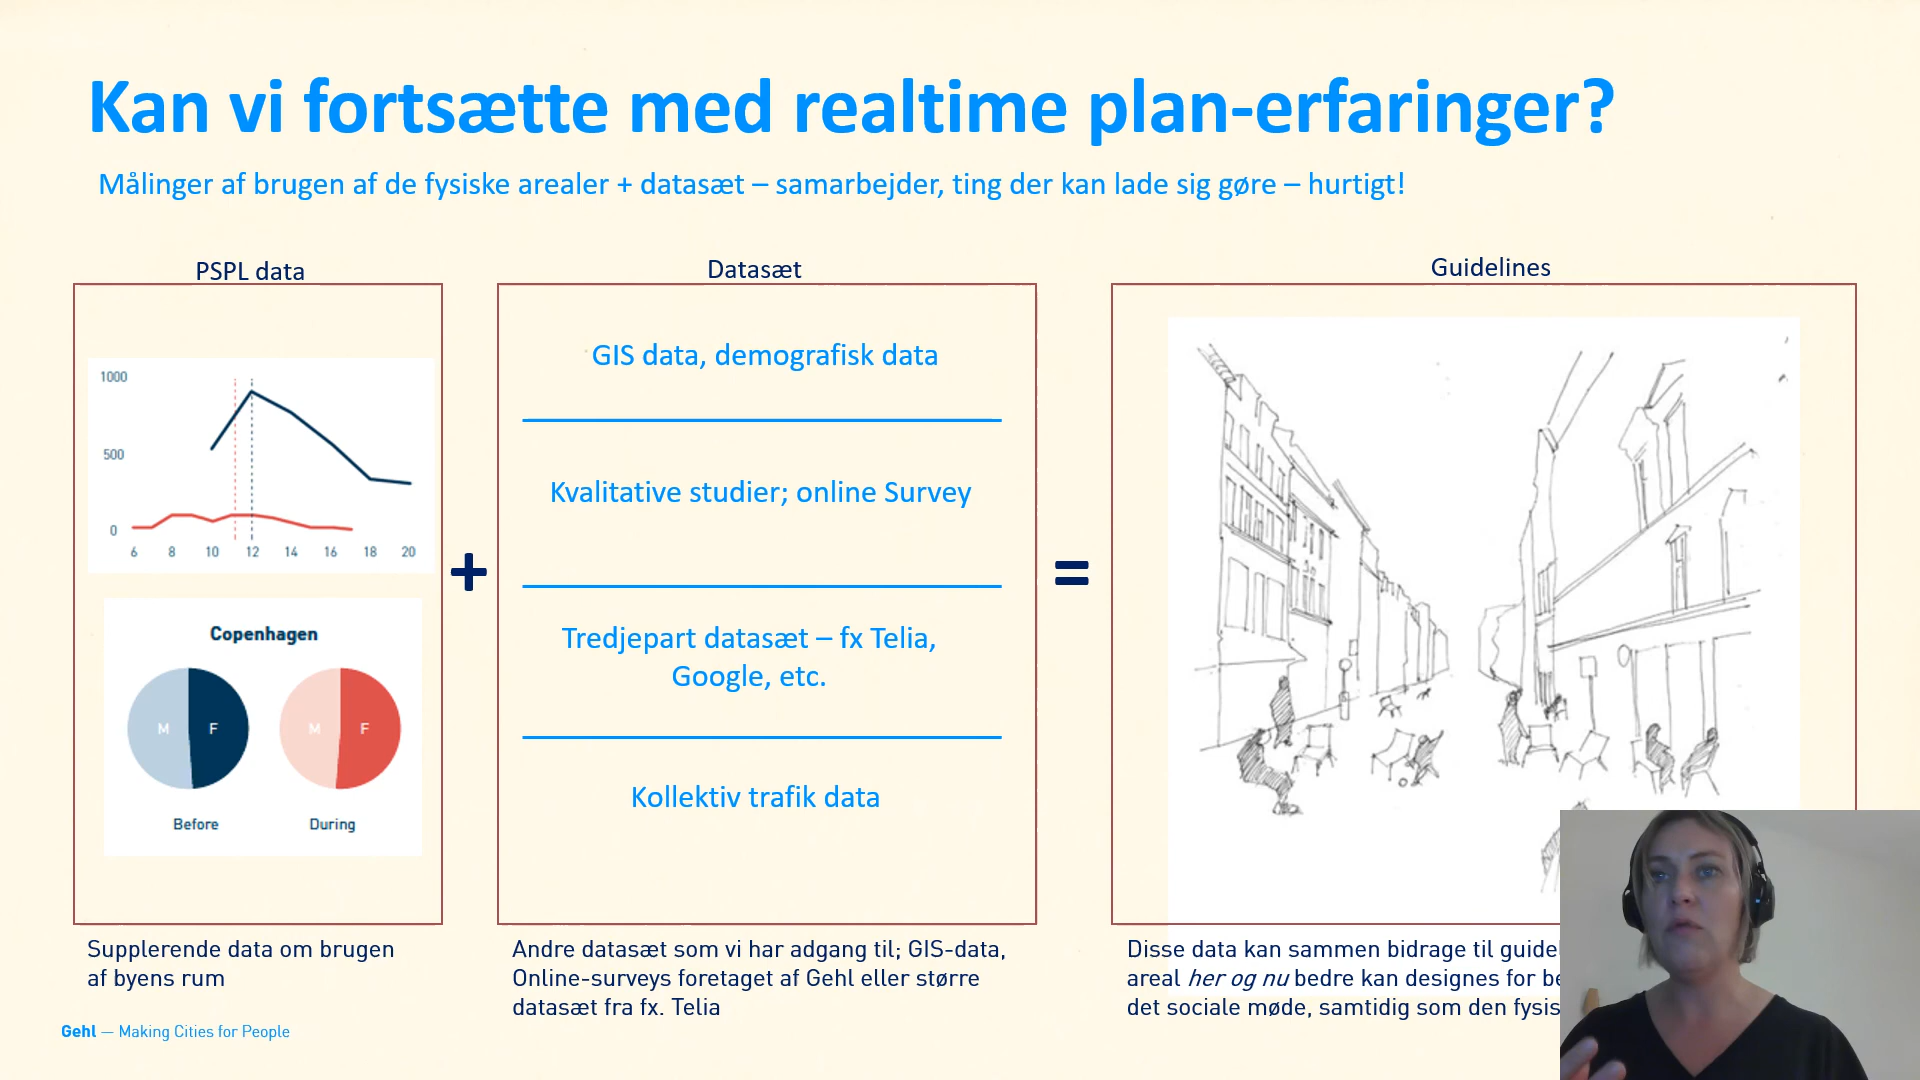 Kan vi fortsætte med realtime plan-erfaringer?
Målinger af brugen af de fysiske arealer + datasæt – samarbejder, ting der kan lade sig gøre – hurtigt!
PSPL data
1000
500
0
6 8 10 12 14 16 18 20
Copenhagen
M F M F
Before During
Supplerende data om brugen
af byens rum
+
Datasæt
GIS data, demografisk data
Kvalitative studier; online Survey
Tredjepart datasæt – fx Telia,
Google, etc.
Kollektiv trafik data
Andre datasæt som vi har adgang til; GIS-data,
Online-surveys foretaget af Gehl eller større
datasæt fra fx. Telia
=
Guidelines
Disse data kan sammen bidrage til
areal her og nu bedre kan designes for
det sociale møde, samtidig som den
Gehl — Making Cities for People